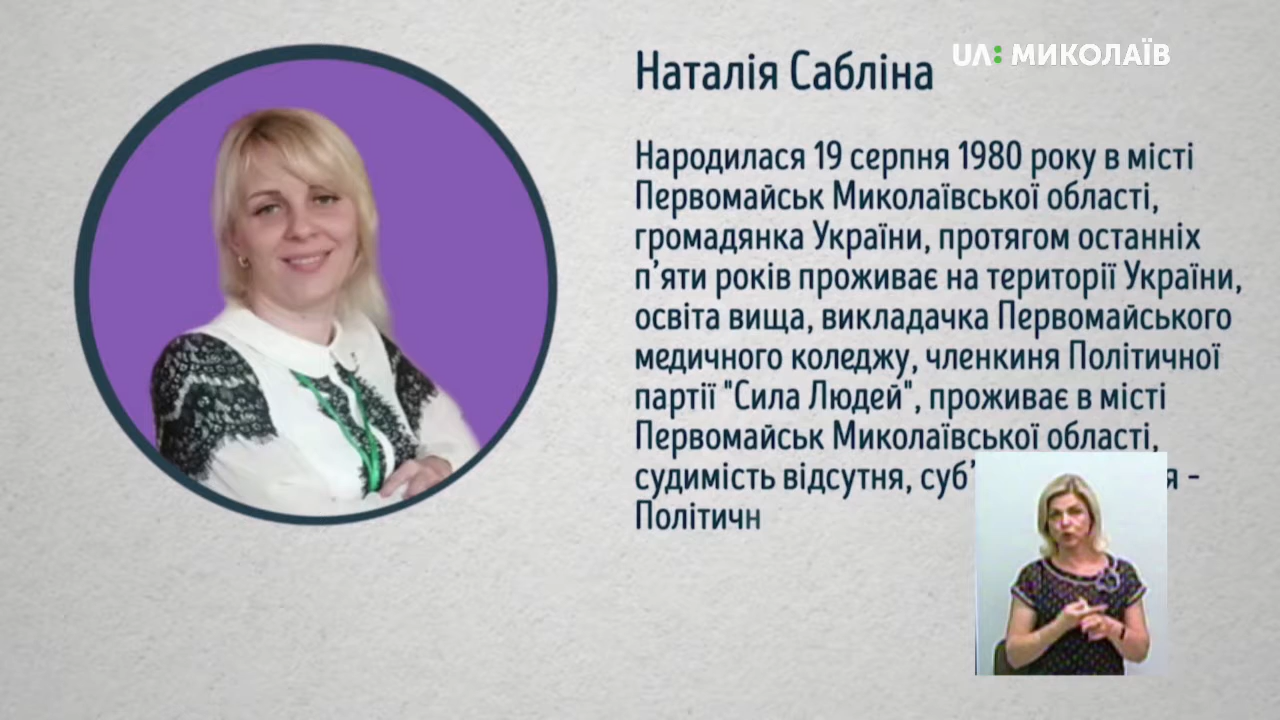 Наталія Сабліна
UA: МИКОЛАЇВ
Народилася 19 серпня 1980 року в місті
Первомайськ Миколаївської області,
громадянка України, протягом останніх
п’яти років проживає на території України,
освіта вища, викладачка Первомайського
медичного коледжу, членкиня Політичної
партії "Сила Людей", проживає в місті
Первомайськ Миколаївської області,
судимість відсутня, -
Політичн